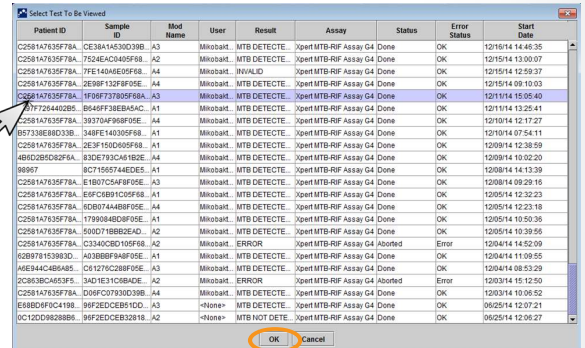 Select Test To Be Viewed
Patient ID Sample ID Mod Name User Result Assay Status Error Status Start Date
C2581A7635F78A... CE38A1A530D39B... A3 Mikobakt... MTB DETECTE... Xpert MTB-RIF Assay G4 Done OK 12/16/14 14:46:35
C2581A7635F78A... 7524EAC0405F68... A2 Mikobakt... MTB DETECTE... Xpert MTB-RIF Assay G4 Done OK 12/15/14 13:00:07
C2581A7635F78A... 7FE140A6E05F68... A4 Mikobakt... INVALID Xpert MTB-RIF Assay G4 Done OK 12/15/14 12:59:37
C2581A7635F78A... 2E98F132F8F05E... A4 Mikobakt... MTB DETECTE... Xpert MTB-RIF Assay G4 Done OK 12/15/14 09:10:03
C2581A7635F78A... 1F06F737805F68A... A3 Mikobakt... MTB DETECTE... Xpert MTB-RIF Assay G4 Done OK 12/11/14 15:05:40
B646FF38EBA5AC... A1 Mikobakt... MTB DETECTE... Xpert MTB-RIF Assay G4 Done OK 12/11/14 13:25:41
C2581A7635F78A... 39370AF968F05E... A4 Mikobakt... MTB DETECTE... Xpert MTB-RIF Assay G4 Done OK 12/10/14 12:17:27
B57338E88D33B... 348FE140305F68... A1 Mikobakt... MTB DETECTE... Xpert MTB-RIF Assay G4 Done OK 12/10/14 07:54:11
C2581A7635F78A... 2E3F150D605F68... A1 Mikobakt... MTB DETECTE... Xpert MTB-RIF Assay G4 Done OK 12/09/14 12:38:59
4B6D2B5D82F6A... 83DE793CA61B2E... A4 Mikobakt... MTB DETECTE... Xpert MTB-RIF Assay G4 Done OK 12/09/14 10:02:20
98967 8C71565744EDE5... A1 Mikobakt... MTB DETECTE... Xpert MTB-RIF Assay G4 Done OK 12/08/14 14:13:39
C2581A7635F78A... E1B07C5AF8F05E... A3 Mikobakt... MTB DETECTE... Xpert MTB-RIF Assay G4 Done OK 12/08/14 09:29:16
C2581A7635F78A... E6FC6B91C05F68... A2 Mikobakt... MTB DETECTE... Xpert MTB-RIF Assay G4 Done OK 12/05/14 12:32:23
C2581A7635F78A... 6DB074A4B8F05E... A4 Mikobakt... MTB DETECTE... Xpert MTB-RIF Assay G4 Done OK 12/05/14 12:23:18
C2581A7635F78A... 1799084BD8F05E... A1 Mikobakt... MTB DETECTE... Xpert MTB-RIF Assay G4 Done OK 12/05/14 10:50:36
C2581A7635F78A... 500D71BBB2EAD... A2 Mikobakt... MTB DETECTE... Xpert MTB-RIF Assay G4 Done OK 12/05/14 10:39:56
C2581A7635F78A... C3340CBD105F68... A2 Mikobakt... ERROR Xpert MTB-RIF Assay G4 Aborted Error 12/04/14 14:52:09
62B978153983D... A03BBBF9A8F05E... A1 Mikobakt... MTB DETECTE... Xpert MTB-RIF Assay G4 Done OK 12/04/14 11:09:55
A6E944C4B6A85... C61276C288F05E... A3 Mikobakt... MTB DETECTE... Xpert MTB-RIF Assay G4 Done OK 12/04/14 08:53:29
2C863BCA653F5... 3AD1E31C6BADE... A2 Mikobakt... ERROR Xpert MTB-RIF Assay G4 Aborted Error 12/03/14 15:12:50
C2581A7635F78A... D06FC07930D39B... A4 Mikobakt... MTB DETECTE... Xpert MTB-RIF Assay G4 Done OK 12/03/14 10:06:52
E68BD6F0C4198... 96F2EDCEB51DD... A3 <None> MTB DETECTE... Xpert MTB-RIF Assay G4 Done OK 06/25/14 12:07:21
0C12DD98288B6... 96F2EDCEB32818... A2 <None> MTB NOT DETE... Xpert MTB-RIF Assay G4 Done OK 06/25/14 12:06:27
OK Cancel